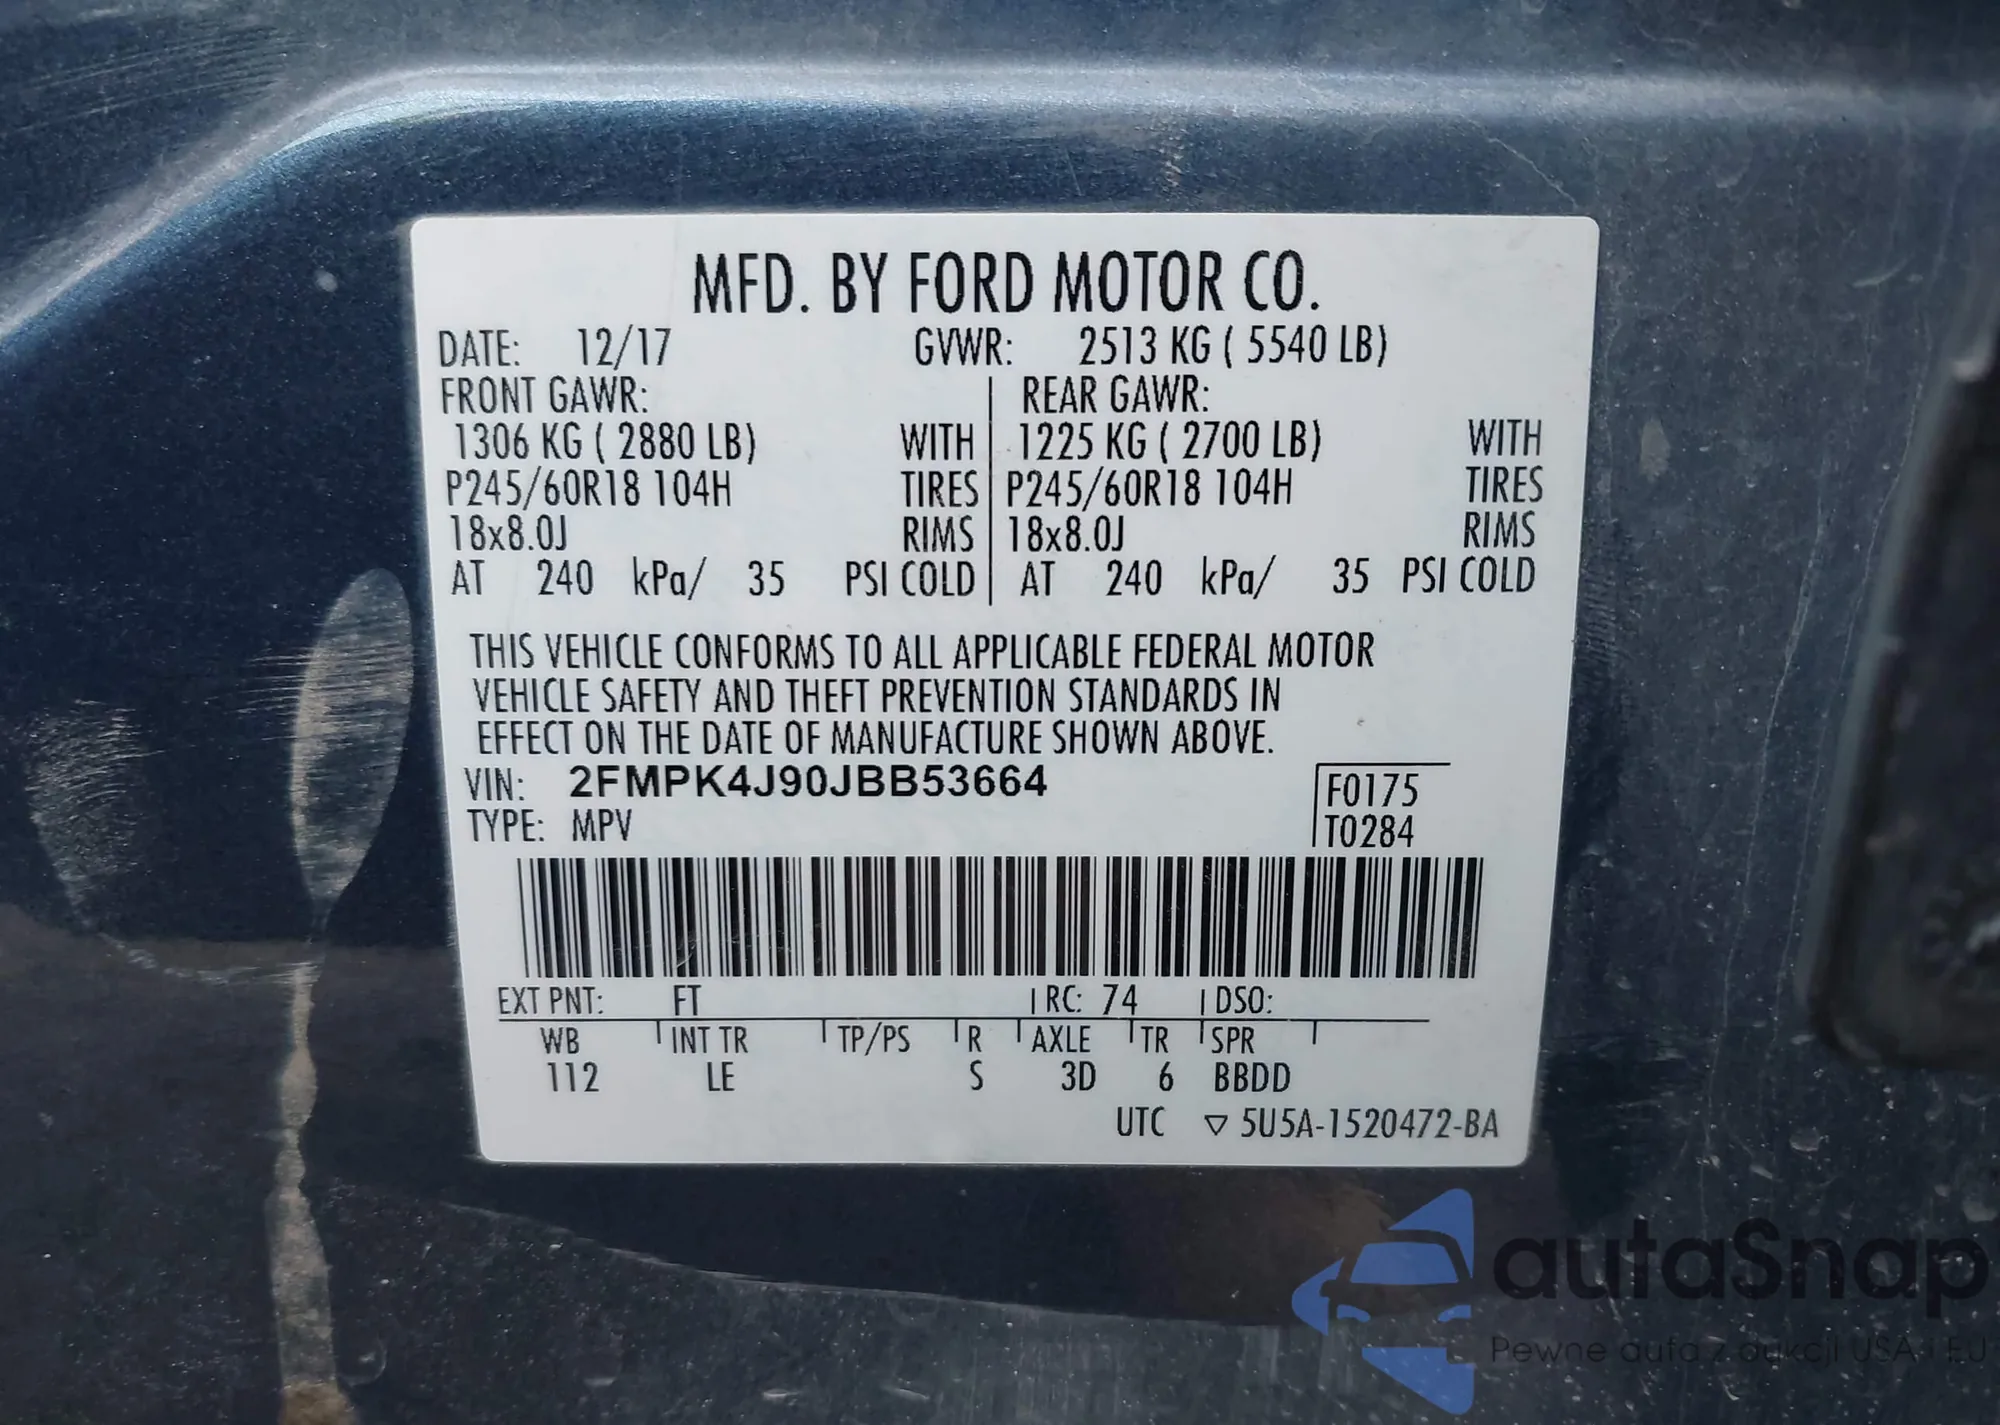 MFD. BY FORD MOTOR CO.
DATE: 12/17 GVWR: 2513 KG ( 5540 LB)
FRONT GAWR: REAR GAWR:
1306 KG ( 2880 LB) WITH 1225 KG ( 2700 LB) WITH
P245/60R18 104H TIRES P245/60R18 104H TIRES
18x8.0J RIMS 18x8.0J RIMS
AT 240 kPa/ 35 PSI COLD AT 240 kPa/ 35 PSI COLD
THIS VEHICLE CONFORMS TO ALL APPLICABLE FEDERAL MOTOR
VEHICLE SAFETY AND THEFT PREVENTION STANDARDS IN
EFFECT ON THE DATE OF MANUFACTURE SHOWN ABOVE.
VIN: 2FMPK4J90JBB53664 F0175
TYPE: MPV T0284
EXT PNT: FT RC: 74 DSO:
WB INT TR TP/PS R AXLE TR SPR
112 LE S 3D 6 BBDD
UTC ▽ 5U5A-1520472-BA
autaSnap
Pewne auta z aukcji USA i EU